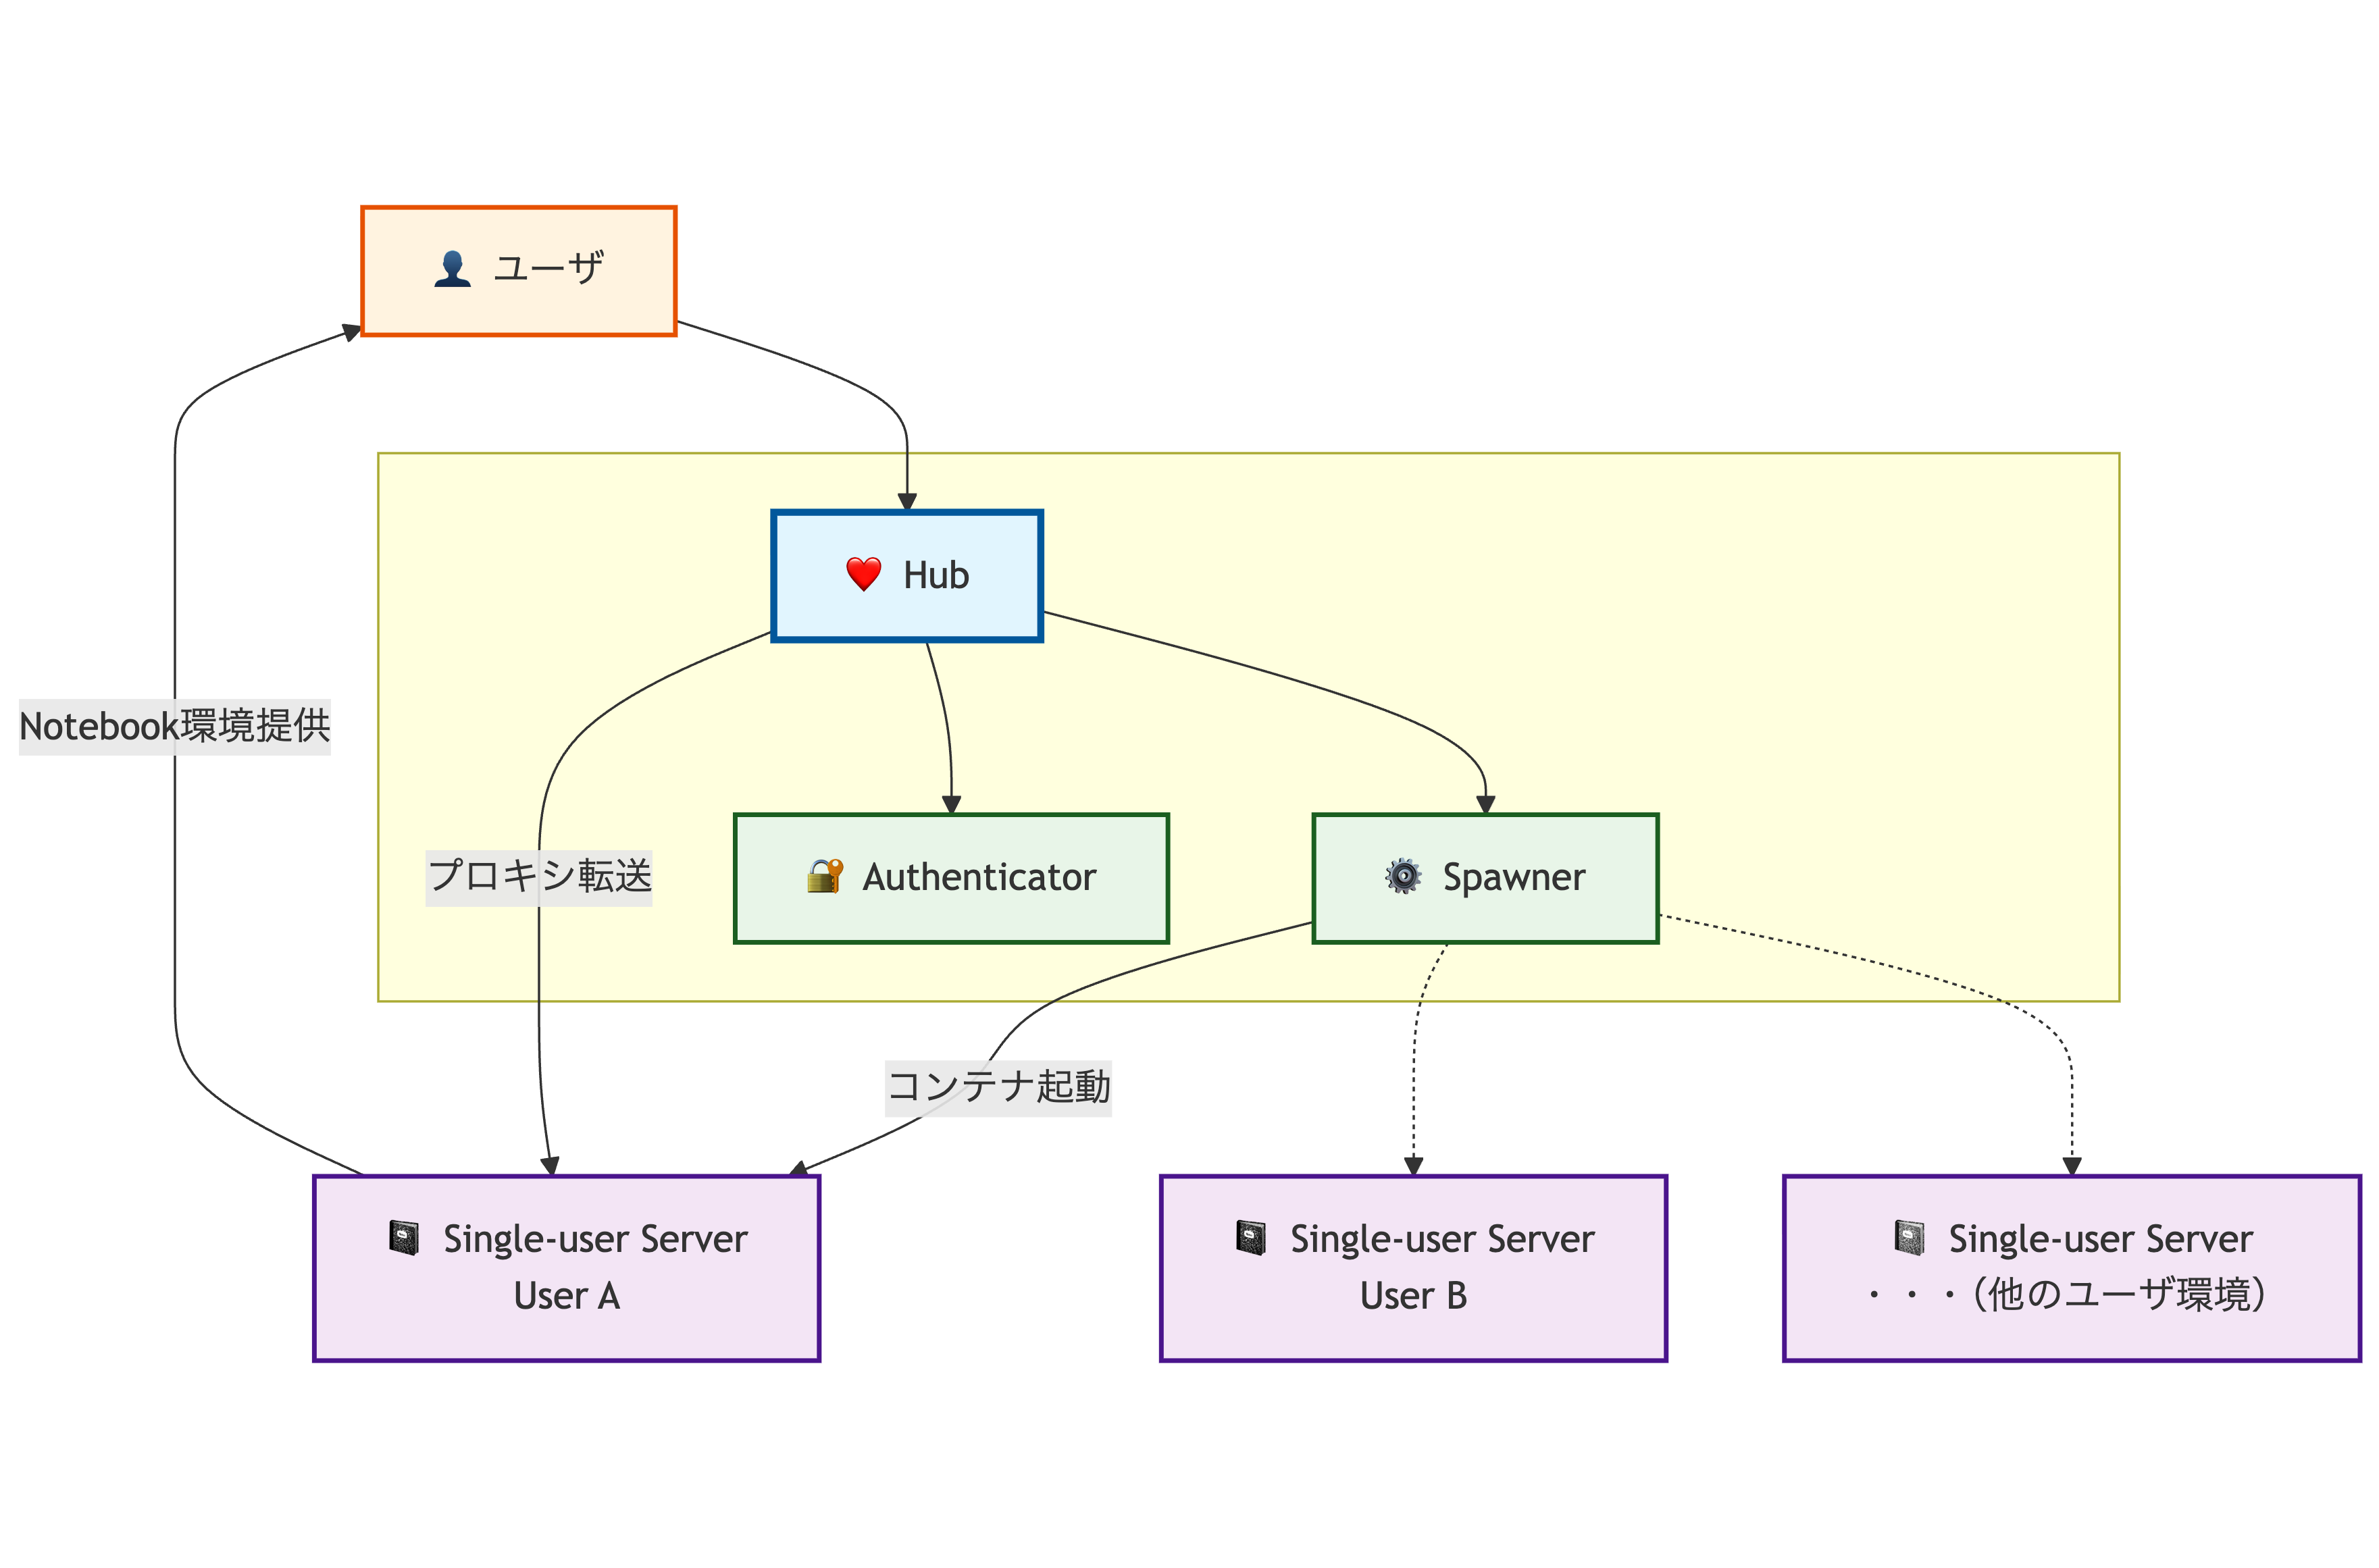 ユーザ
Hub
Notebook環境提供
プロキシ転送
Authenticator
Spawner
コンテナ起動
Single-user Server
User A
Single-user Server
User B
Single-user Server
・・・(他のユーザ環境)